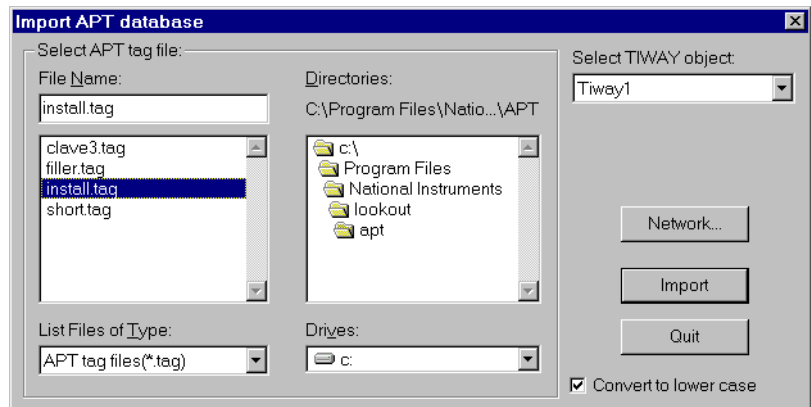 Import APT database
Select APT tag file:
File Name:
install.tag
clave3.tag
filler.tag
install.tag
short.tag
List Files of Type:
APT tag files(*.tag)
Directories:
C:\Program Files\Natio...\APT
c:\
Program Files
National Instruments
lookout
apt
Drives:
c:
Select TIWAY object:
Tiway1
Network...
Import
Quit
Convert to lower case